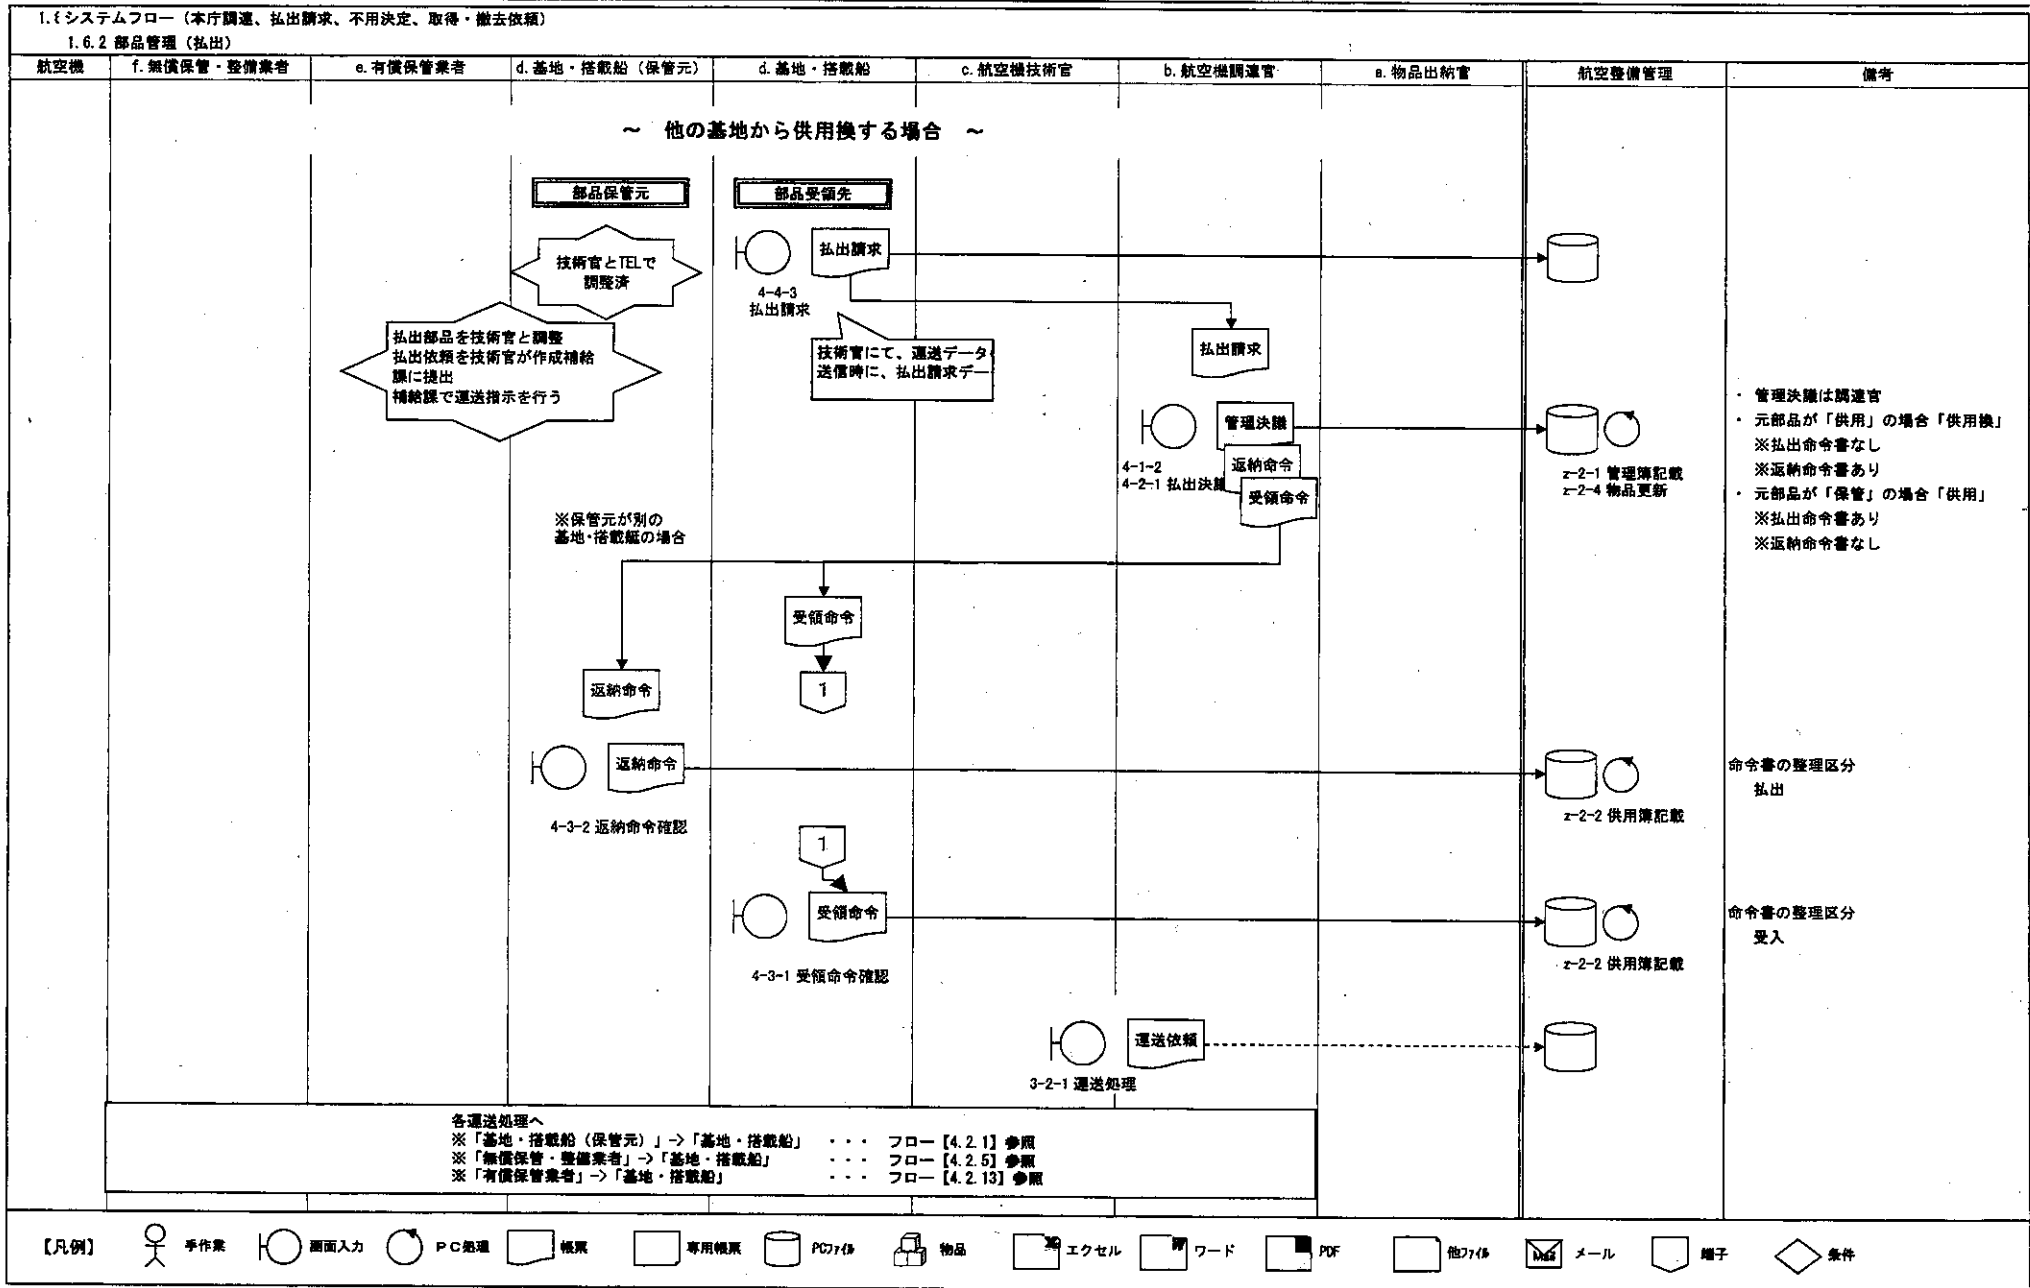 1.6 システムフロー（本庁調達、払出請求、不用決定、取得・撤去依頼）
1.6.2 部品管理（払出）
航空機
f.無償保管・整備業者
e.有償保管業者
d.基地・搭載船（保管元）
d.基地・搭載船
c.航空機技術官
b.航空機調達官
a.物品出納官
航空整備管理
備考
～ 他の基地から供用換する場合 ～
部品保管元
部品受領先
技術官とTELで
調整済
払出請求
4-4-3
払出請求
払出部品を技術官と調整
払出依頼を技術官が作成補給
課に提出
補給課で運送指示を行う
技術官にて、運送データ
送信時に、払出請求デー
払出請求
管理決議
返納命令
受領命令
4-1-2
4-2-1 払出決議
z-2-1 管理簿記載
z-2-4 物品更新
・ 管理決議は調達官
・ 元部品が「供用」の場合「供用換」
※払出命令書なし
※返納命令書あり
・ 元部品が「保管」の場合「供用」
※払出命令書あり
※返納命令書なし
※保管元が別の
基地・搭載艇の場合
受領命令
1
返納命令
返納命令
4-3-2 返納命令確認
z-2-2 供用簿記載
命令書の整理区分
払出
1
受領命令
4-3-1 受領命令確認
z-2-2 供用簿記載
命令書の整理区分
受入
運送依頼
3-2-1 運送処理
各運送処理へ
※「基地・搭載船（保管元）」->「基地・搭載船」 ・・・ フロー［4.2.1］参照
※「無償保管・整備業者」->「基地・搭載船」 ・・・ フロー［4.2.5］参照
※「有償保管業者」->「基地・搭載船」 ・・・ フロー［4.2.13］参照
【凡例】
手作業
画面入力
ＰＣ処理
帳票
専用帳票
PCﾌｧｲﾙ
物品
エクセル
ワード
PDF
他ﾌｧｲﾙ
メール
端子
条件